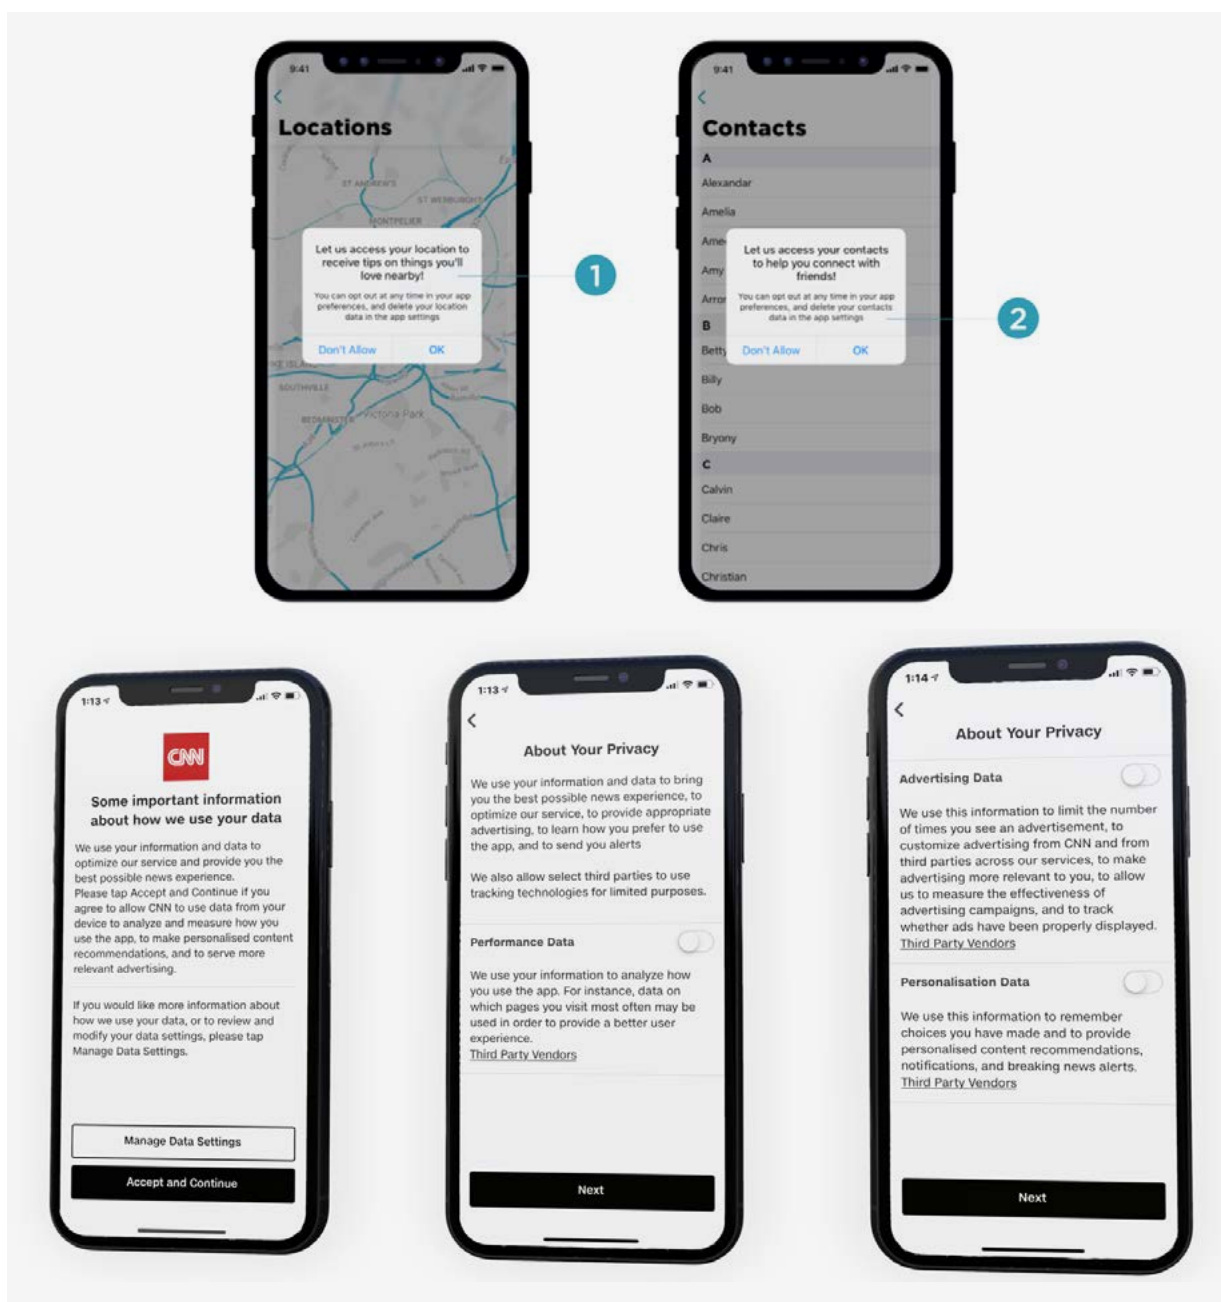 9:41
Locations
ST ANDREW'S
ST WERBURGH'S
MONTPELIER
Let us access your location to
receive tips on things you'll
love nearby!
You can opt out at any time in your app
preferences, and delete your location
data in the app settings
Don't Allow OK
SOUTHVILLE
BEDMINSTER
Victoria Park
1
9:41
Contacts
A
Alexandar
Amelia
Amy
B
Let us access your contacts
to help you connect with
friends!
You can opt out at any time in your app
preferences, and delete your contacts
data in the app settings
Don't Allow OK
Betty
Billy
Bob
Bryony
C
Calvin
Claire
Chris
Christian
2
1:13
CNN
Some important information
about how we use your data
We use your information and data to
optimize our service and provide you the
best possible news experience.
Please tap Accept and Continue if you
agree to allow CNN to use data from your
device to analyze and measure how you
use the app, to make personalised content
recommendations, and to serve more
relevant advertising.
If you would like more information about
how we use your data, or to review and
modify your data settings, please tap
Manage Data Settings.
Manage Data Settings
Accept and Continue
1:13
About Your Privacy
We use your information and data to bring
you the best possible news experience, to
optimize our service, to provide appropriate
advertising, to learn how you prefer to use
the app, and to send you alerts
We also allow select third parties to use
tracking technologies for limited purposes.
Performance Data
We use your information to analyze how
you use the app. For instance, data on
which pages you visit most often may be
used in order to provide a better user
experience.
Third Party Vendors
Next
1:14
About Your Privacy
Advertising Data
We use this information to limit the number
of times you see an advertisement, to
customize advertising from CNN and from
third parties across our services, to make
advertising more relevant to you, to allow
us to measure the effectiveness of
advertising campaigns, and to track
whether ads have been properly displayed.
Third Party Vendors
Personalisation Data
We use this information to remember
choices you have made and to provide
personalised content recommendations,
notifications, and breaking news alerts.
Third Party Vendors
Next